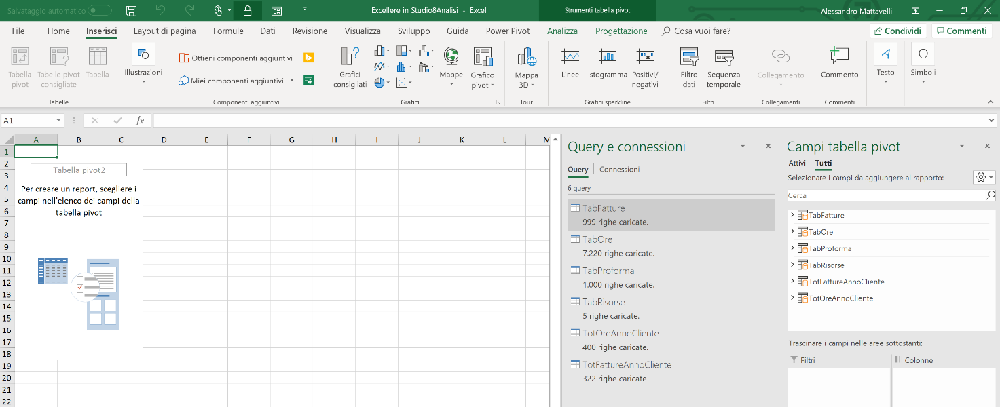 Salvataggio automatico
Excellere in Studio8Analisi - Excel
Strumenti tabella pivot
Alessandro Mattavelli
File Home Inserisci Layout di pagina Formule Dati Revisione Visualizza Sviluppo Guida Power Pivot Analizza Progettazione Cosa vuoi fare?
Condividi
Commenti
Tabella pivot
Tabelle pivot consigliate
Tabella
Tabelle
Illustrazioni
Ottieni componenti aggiuntivi
Miei componenti aggiuntivi
Componenti aggiuntivi
Grafici consigliati
Mappe
Grafico pivot
Grafici
Mappa 3D
Tour
Linee
Istogramma
Positivi/ negativi
Grafici sparkline
Filtro dati
Sequenza temporale
Filtri
Collegamento
Collegamenti
Commento
Commenti
Testo
Ω
Simboli
A1
fx
A B C D E F G H I J K L M
1
2
3
4
5
6
7
8
9
10
11
12
13
14
15
16
17
18
19
20
21
22
Tabella pivot2
Per creare un report, scegliere i
campi nell'elenco dei campi della
tabella pivot
Query e connessioni
Query Connessioni
6 query
TabFatture
999 righe caricate.
TabOre
7.220 righe caricate.
TabProforma
1.000 righe caricate.
TabRisorse
5 righe caricate.
TotOreAnnoCliente
400 righe caricate.
TotFattureAnnoCliente
322 righe caricate.
Campi tabella pivot
Attivi Tutti
Selezionare i campi da aggiungere al rapporto:
Cerca
TabFatture
TabOre
TabProforma
TabRisorse
TotFattureAnnoCliente
TotOreAnnoCliente
Trascinare i campi nelle aree sottostanti:
Filtri
Colonne